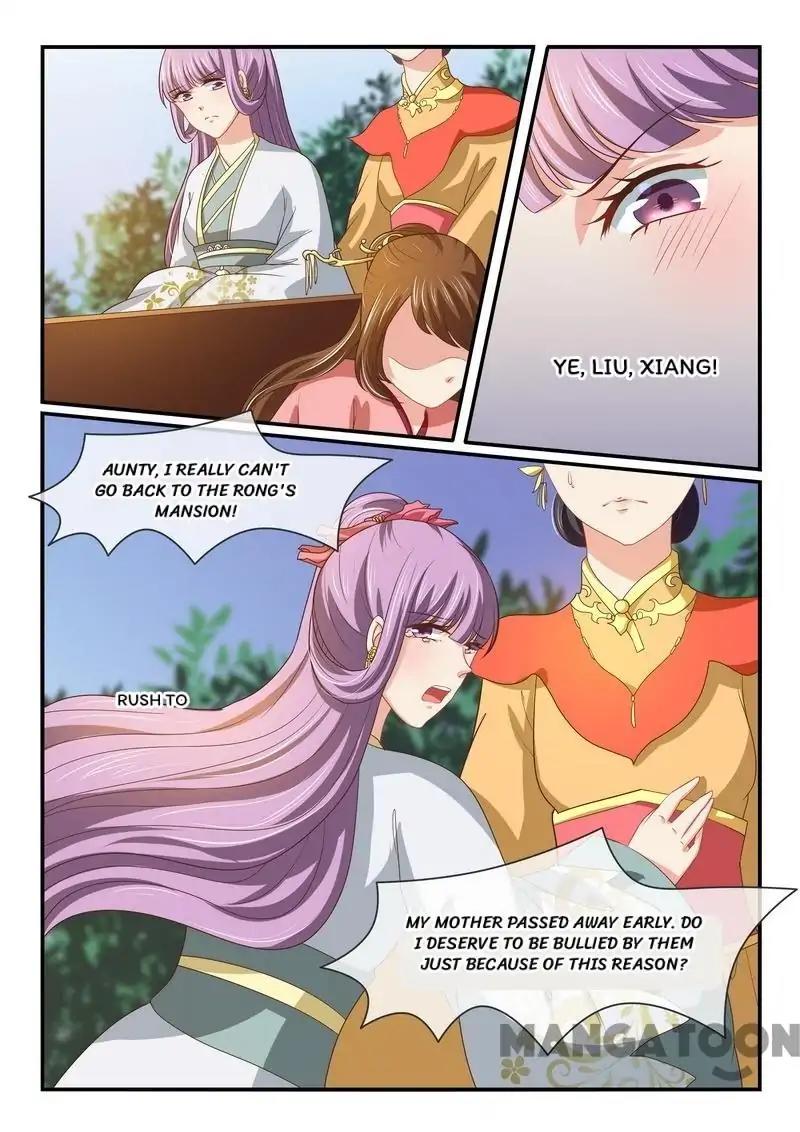 YE, LIU, XIANG!
AUNTY, I REALLY CAN'T
GO BACK TO THE RONG'S
MANSION!
RUSH TO
MY MOTHER PASSED AWAY EARLY. DO
I DESERVE TO BE BULLIED BY THEM
JUST BECAUSE OF THIS REASON?
MANGATOON